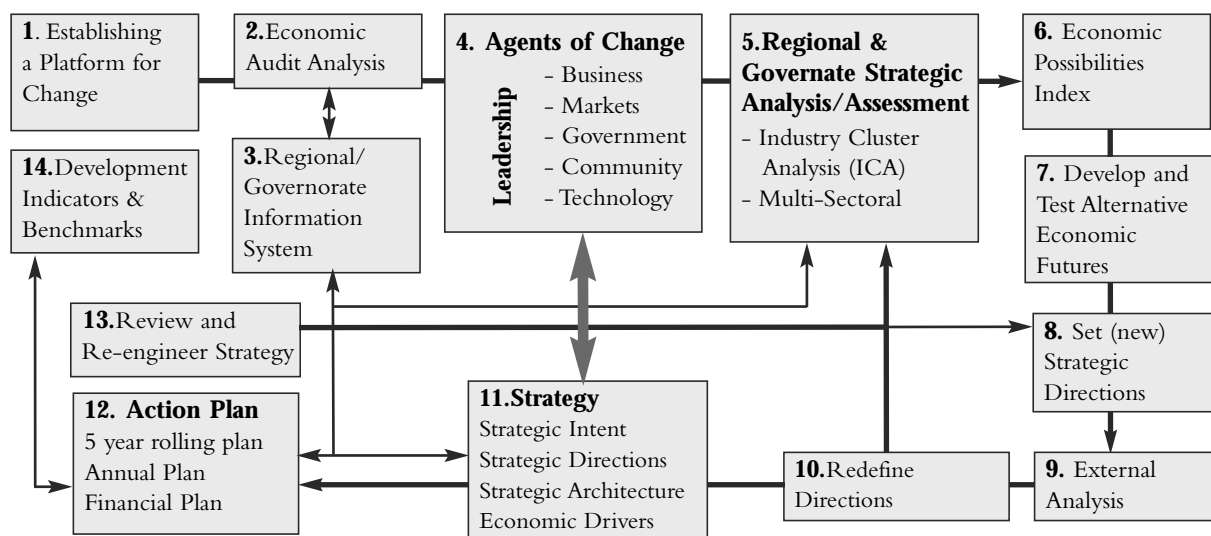 1. Establishing
a Platform for
Change
2.Economic
Audit Analysis
3.Regional/
Governorate
Information
System
4. Agents of Change
Leadership
- Business
- Markets
- Government
- Community
- Technology
5.Regional &
Governate Strategic
Analysis/Assessment
- Industry Cluster
Analysis (ICA)
- Multi-Sectoral
6. Economic
Possibilities
Index
7. Develop and
Test Alternative
Economic
Futures
8. Set (new)
Strategic
Directions
9. External
Analysis
10. Redefine
Directions
11.Strategy
Strategic Intent
Strategic Directions
Strategic Architecture
Economic Drivers
12. Action Plan
5 year rolling plan
Annual Plan
Financial Plan
13.Review and
Re-engineer Strategy
14.Development
Indicators &
Benchmarks